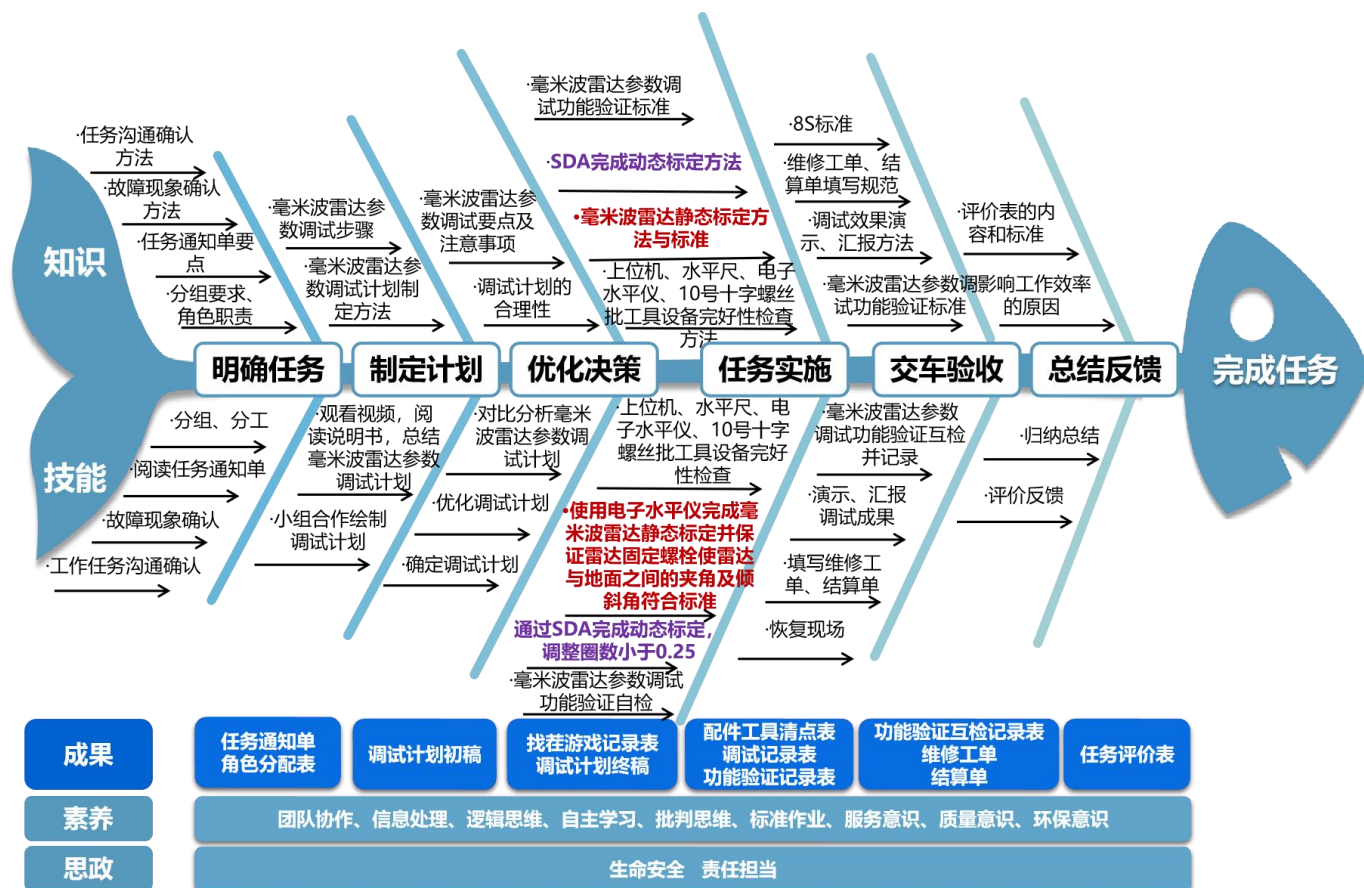 知识
·任务沟通确认
方法
·故障现象确认
方法
·任务通知单要
点
·分组要求、
角色职责
·毫米波雷达参
数调试步骤
·毫米波雷达参
数调试计划制
定方法
·毫米波雷达参
数调试要点及
注意事项
·调试计划的
合理性
·毫米波雷达参数调
试功能验证标准
·SDA完成动态标定方法
•毫米波雷达静态标定方
法与标准
·上位机、水平尺、电子
水平仪、10号十字螺丝
批工具设备完好性检查
方法
·8S标准
·维修工单、结
算单填写规范
·调试效果演
示、汇报方法
·毫米波雷达参数调
试功能验证标准
·评价表的内
容和标准
影响工作效率
的原因
明确任务
制定计划
优化决策
任务实施
交车验收
总结反馈
完成任务
技能
·分组、分工
·阅读任务通知单
·故障现象确认
·工作任务沟通确认
·观看视频，阅
读说明书，总结
毫米波雷达参数
调试计划
·小组合作绘制
调试计划
·对比分析毫米
波雷达参数调
试计划
·优化调试计划
·确定调试计划
·上位机、水平尺、电
子水平仪、10号十字
螺丝批工具设备完好
性检查
•使用电子水平仪完成毫
米波雷达静态标定并保
证雷达固定螺栓使雷达
与地面之间的夹角及倾
斜角符合标准
通过SDA完成动态标定，
调整圈数小于0.25
·毫米波雷达参数调试
功能验证自检
·毫米波雷达参数
调试功能验证互检
并记录
·演示、汇报
调试成果
·填写维修工
单、结算单
·恢复现场
·归纳总结
·评价反馈
成果
任务通知单
角色分配表
调试计划初稿
找茬游戏记录表
调试计划终稿
配件工具清点表
调试记录表
功能验证记录表
功能验证互检记录表
维修工单
结算单
任务评价表
素养
团队协作、信息处理、逻辑思维、自主学习、批判思维、标准作业、服务意识、质量意识、环保意识
思政
生命安全 责任担当